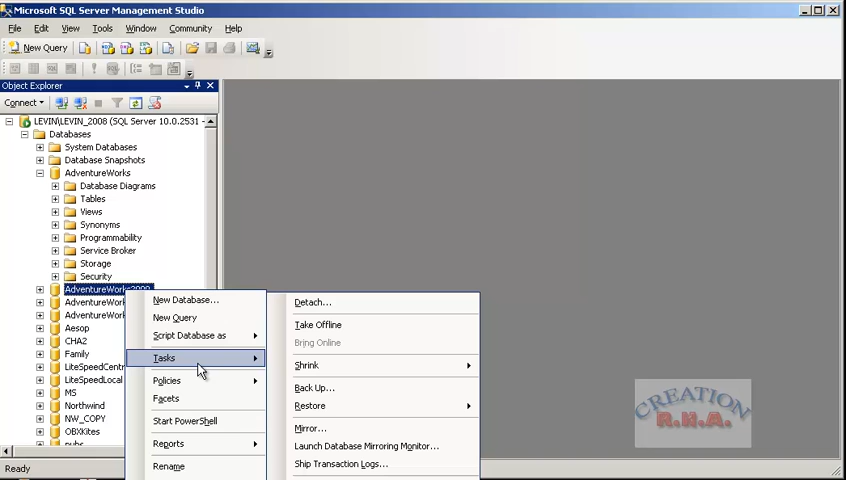 Microsoft SQL Server Management Studio
File Edit View Tools Window Community Help
New Query
Object Explorer
Connect
LEVIN\LEVIN_2008 (SQL Server 10.0.2531 -
Databases
System Databases
Database Snapshots
AdventureWorks
Database Diagrams
Tables
Views
Synonyms
Programmability
Service Broker
Storage
Security
AdventureWorks2000
AdventureWor
AdventureWor
Aesop
CHA2
Family
LiteSpeedCentr
LiteSpeedLocal
MS
Northwind
NW_COPY
OBXKites
pubs
New Database...
New Query
Script Database as
Tasks
Policies
Facets
Start PowerShell
Reports
Rename
Detach...
Take Offline
Bring Online
Shrink
Back Up...
Restore
Mirror...
Launch Database Mirroring Monitor...
Ship Transaction Logs...
CREATION
R.H.A.
Ready